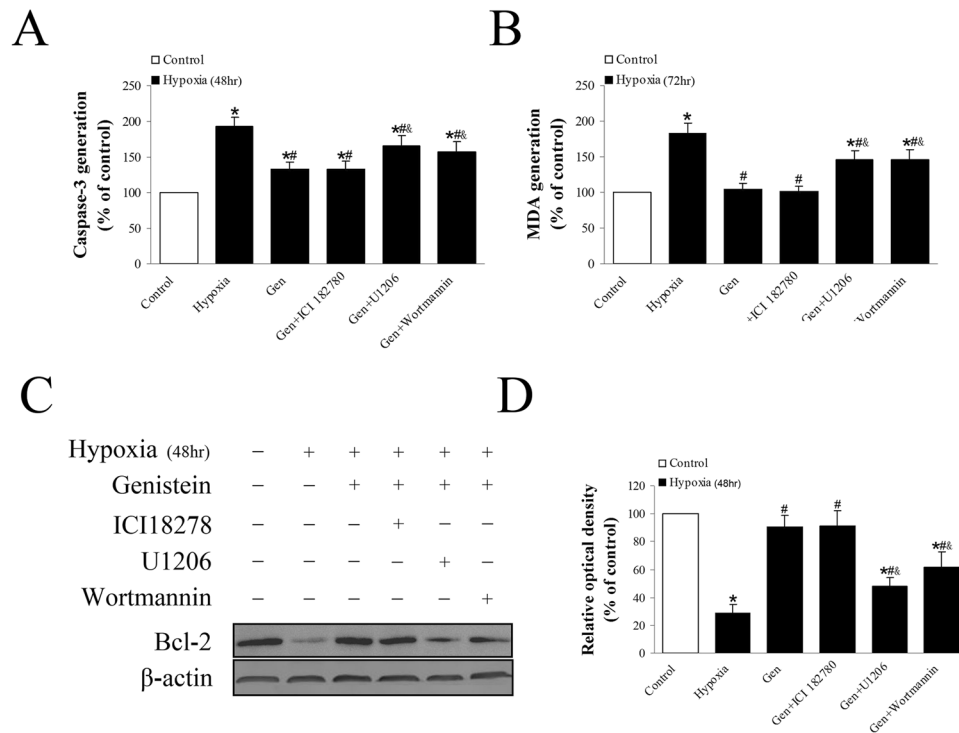 A
Control
Hypoxia (48hr)
Caspase-3 generation
(% of control)
250
200
150
100
50
0
*
*#
*#
*#&
*#&
Control
Hypoxia
Gen
Gen+ICI 182780
Gen+U1206
Gen+Wortmannin
B
Control
Hypoxia (72hr)
MDA generation
(% of control)
250
200
150
100
50
0
*
#
#
*#&
*#&
Control
Hypoxia
Gen
+ICI 182780
Gen+U1206
Wortmannin
C
Hypoxia (48hr) – + + + + +
Genistein – – + + + +
ICI18278 – – – + – –
U1206 – – – – + –
Wortmannin – – – – – +
Bcl-2
β-actin
D
Control
Hypoxia (48hr)
Relative optical density
(% of control)
120
100
80
60
40
20
0
*
#
#
*#&
*#&
Control
Hypoxia
Gen
Gen+ICI 182780
Gen+U1206
Gen+Wortmannin